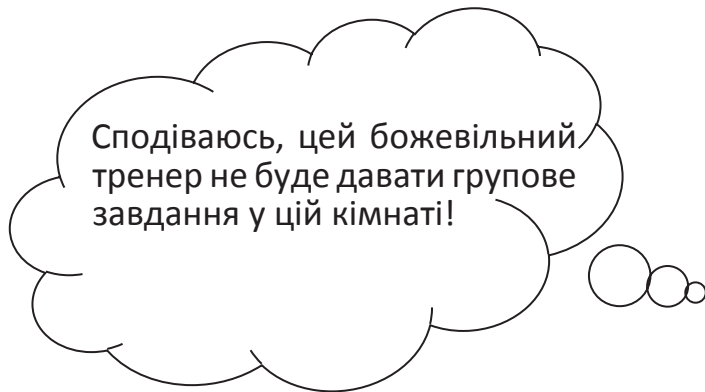 Сподіваюсь, цей божевільний
тренер не буде давати групове
завдання у цій кімнаті!